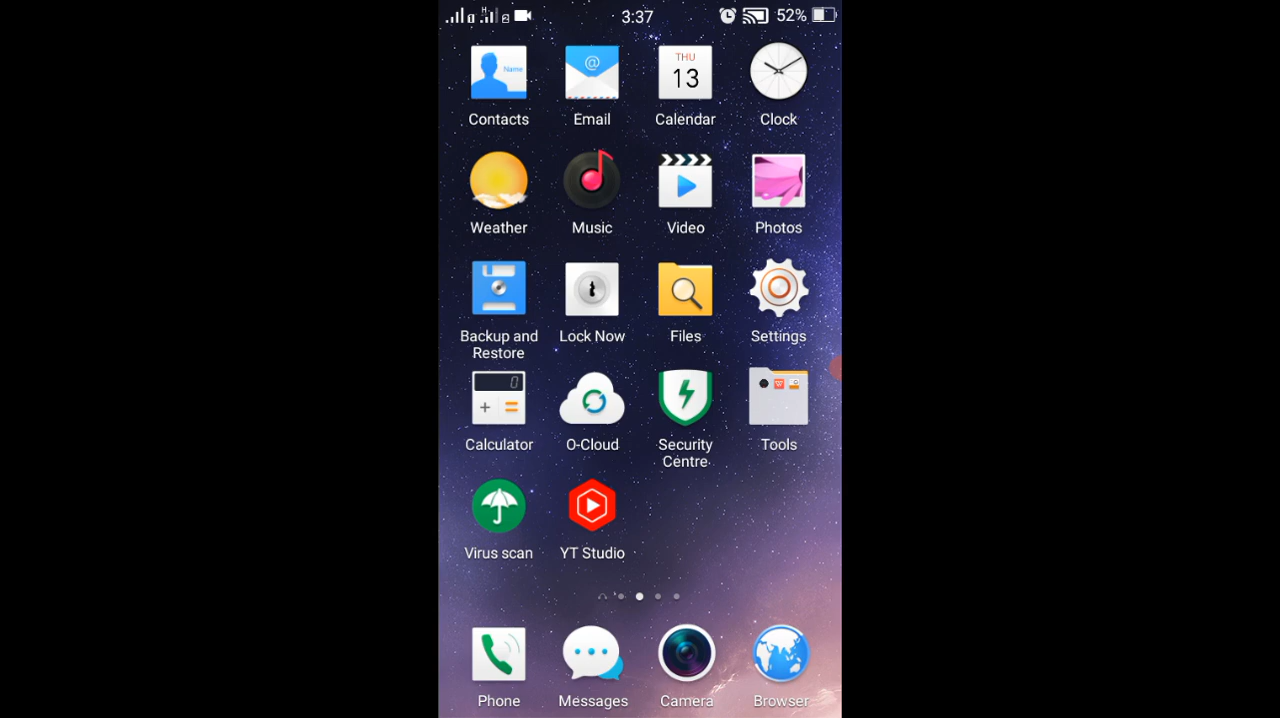 3:37
52%
THU
13
Name
@
Contacts
Email
Calendar
Clock
Weather
Music
Video
Photos
Backup and
Restore
Lock Now
Files
Settings
0
Calculator
O-Cloud
Security
Centre
Tools
Virus scan
YT Studio
Phone
Messages
Camera
Browser